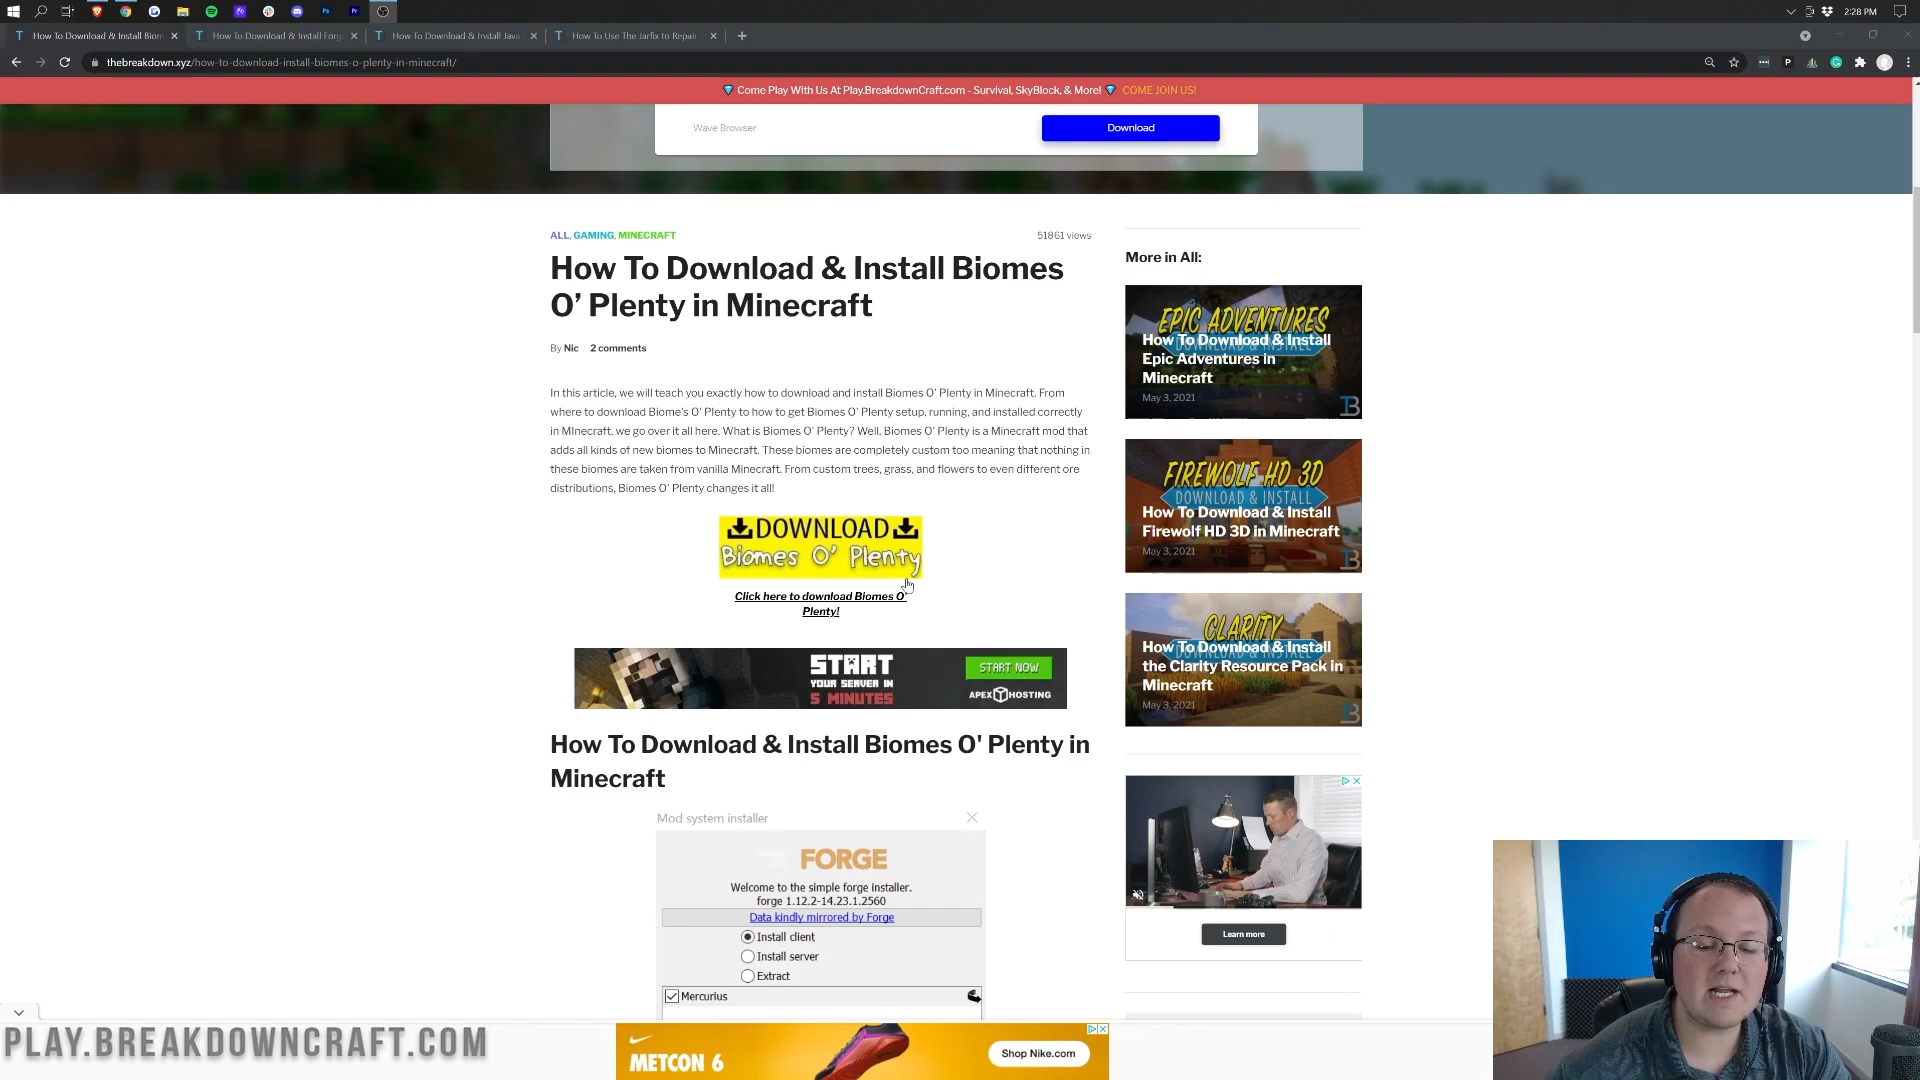 2:28 PM
How To Download & Install Biom
How To Download & Install Forg
How To Download & Install Java
How To Use The Jarfix to Repair
thebreakdown.xyz/how-to-download-install-biomes-o-plenty-in-minecraft/
Come Play With Us At Play.BreakdownCraft.com - Survival, SkyBlock, & More! COME JOIN US!
Wave Browser
Download
ALL, GAMING, MINECRAFT
51861 views
How To Download & Install Biomes
O’ Plenty in Minecraft
By Nic / 2 comments
In this article, we will teach you exactly how to download and install Biomes O’ Plenty in Minecraft. From
where to download Biome’s O’ Plenty to how to get Biomes O’ Plenty setup, running, and installed correctly
in MInecraft, we go over it all here. What is Biomes O’ Plenty? Well, Biomes O’ Plenty is a Minecraft mod that
adds all kinds of new biomes to Minecraft. These biomes are completely custom too meaning that nothing in
these biomes are taken from vanilla Minecraft. From custom trees, grass, and flowers to even different ore
distributions, Biomes O’ Plenty changes it all!
DOWNLOAD
Biomes O' Plenty
Click here to download Biomes O'
Plenty!
START
YOUR SERVER IN
5 MINUTES
START NOW
APEX HOSTING
How To Download & Install Biomes O' Plenty in
Minecraft
Mod system installer
FORGE
Welcome to the simple forge installer.
forge 1.12.2-14.23.1.2560
Data kindly mirrored by Forge
Install client
Install server
Extract
Mercurius
More in All:
EPIC ADVENTURES
DOWNLOAD & INSTALL
How To Download & Install
Epic Adventures in
Minecraft
May 3, 2021
FIREWOLF HD 3D
DOWNLOAD & INSTALL
How To Download & Install
Firewolf HD 3D in Minecraft
May 3, 2021
CLARITY
DOWNLOAD & INSTALL
How To Download & Install
the Clarity Resource Pack in
Minecraft
May 3, 2021
Learn more
PLAY.BREAKDOWNCRAFT.COM
METCON 6
Shop Nike.com